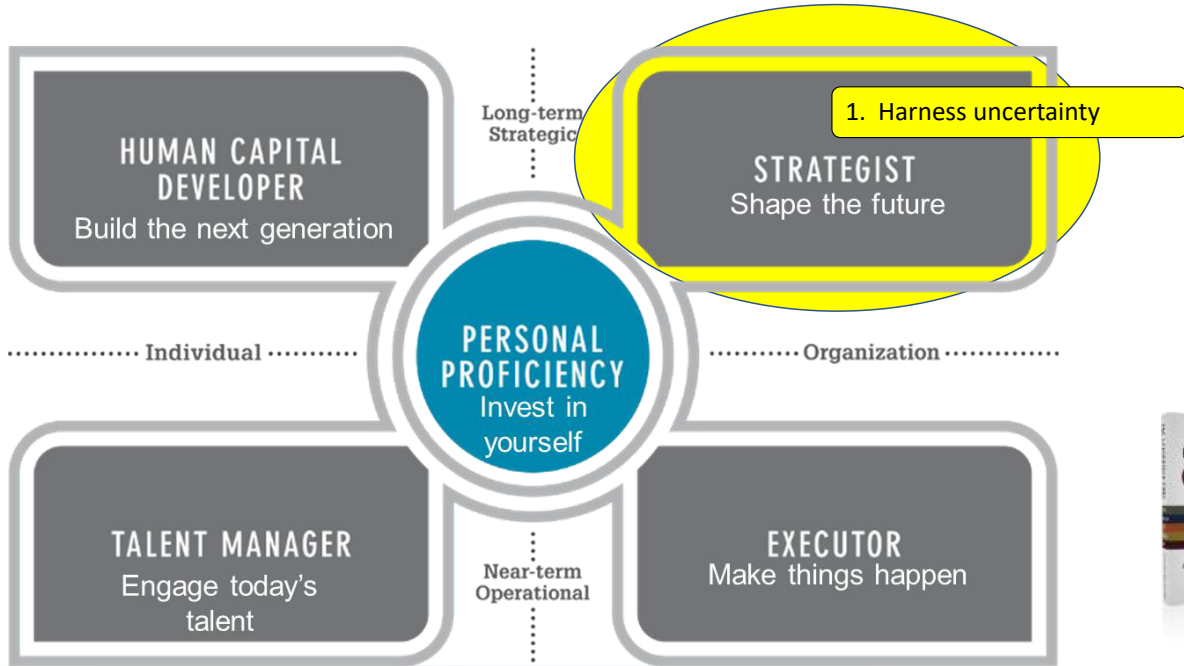 1. Harness uncertainty
Long-term
Strategic
HUMAN CAPITAL
DEVELOPER
Build the next generation
STRATEGIST
Shape the future
Individual
PERSONAL
PROFICIENCY
Invest in
yourself
Organization
TALENT MANAGER
Engage today's
talent
Near-term
Operational
EXECUTOR
Make things happen